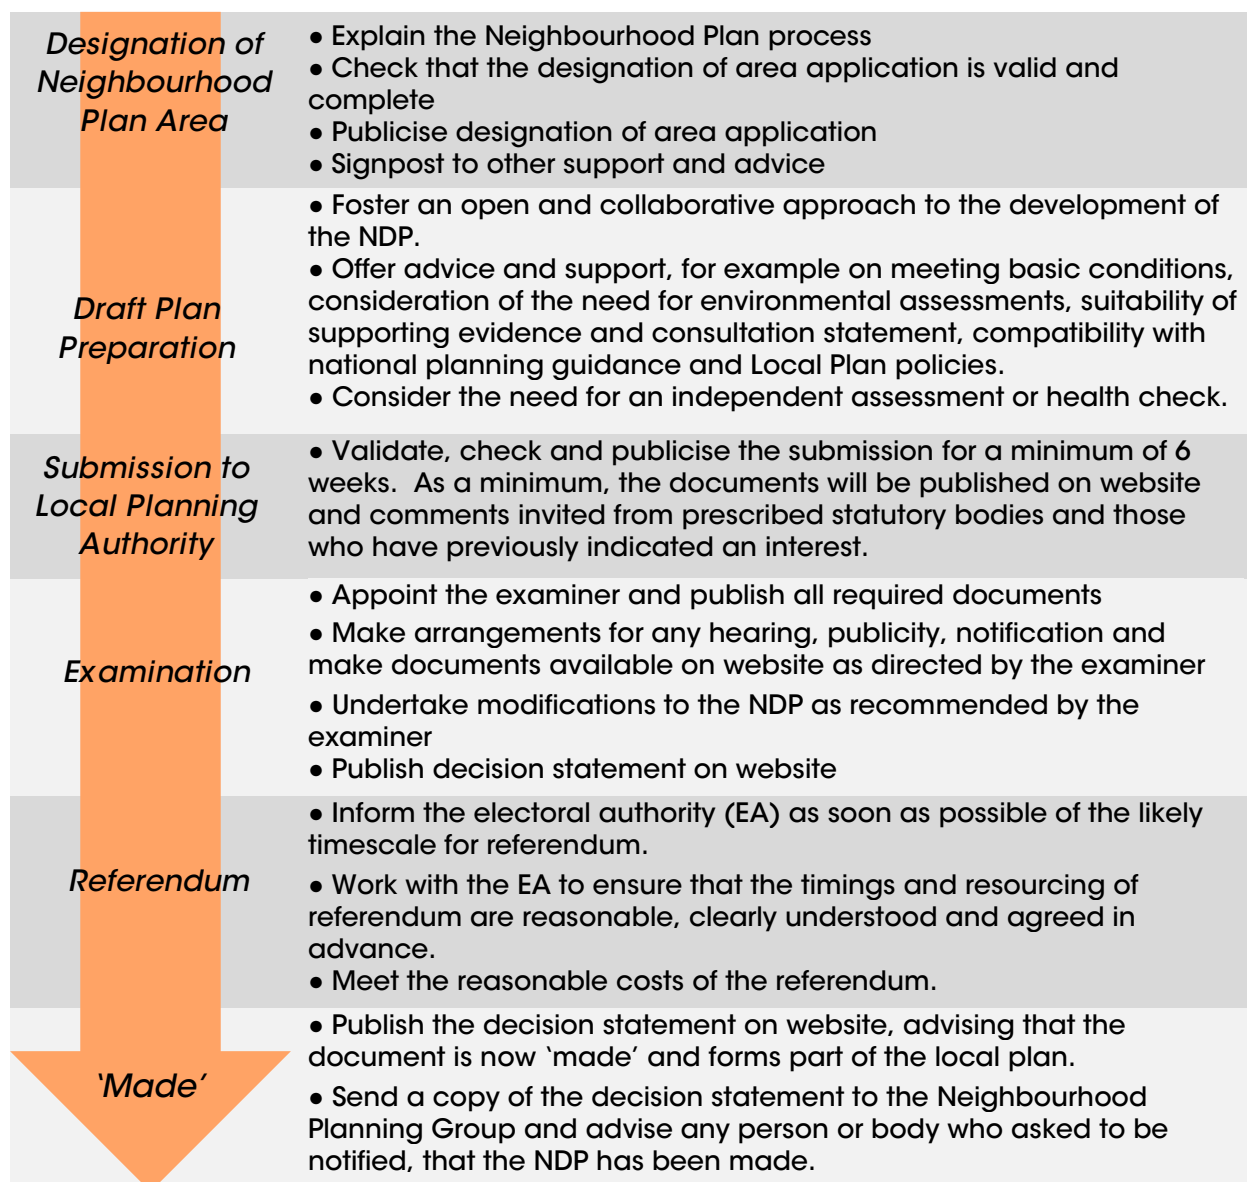 Designation of
Neighbourhood
Plan Area
● Explain the Neighbourhood Plan process
● Check that the designation of area application is valid and
complete
● Publicise designation of area application
● Signpost to other support and advice
Draft Plan
Preparation
● Foster an open and collaborative approach to the development of
the NDP.
● Offer advice and support, for example on meeting basic conditions,
consideration of the need for environmental assessments, suitability of
supporting evidence and consultation statement, compatibility with
national planning guidance and Local Plan policies.
● Consider the need for an independent assessment or health check.
Submission to
Local Planning
Authority
● Validate, check and publicise the submission for a minimum of 6
weeks.  As a minimum, the documents will be published on website
and comments invited from prescribed statutory bodies and those
who have previously indicated an interest.
Examination
● Appoint the examiner and publish all required documents
● Make arrangements for any hearing, publicity, notification and
make documents available on website as directed by the examiner
● Undertake modifications to the NDP as recommended by the
examiner
● Publish decision statement on website
Referendum
● Inform the electoral authority (EA) as soon as possible of the likely
timescale for referendum.
● Work with the EA to ensure that the timings and resourcing of
referendum are reasonable, clearly understood and agreed in
advance.
● Meet the reasonable costs of the referendum.
‘Made’
● Publish the decision statement on website, advising that the
document is now ‘made’ and forms part of the local plan.
● Send a copy of the decision statement to the Neighbourhood
Planning Group and advise any person or body who asked to be
notified, that the NDP has been made.